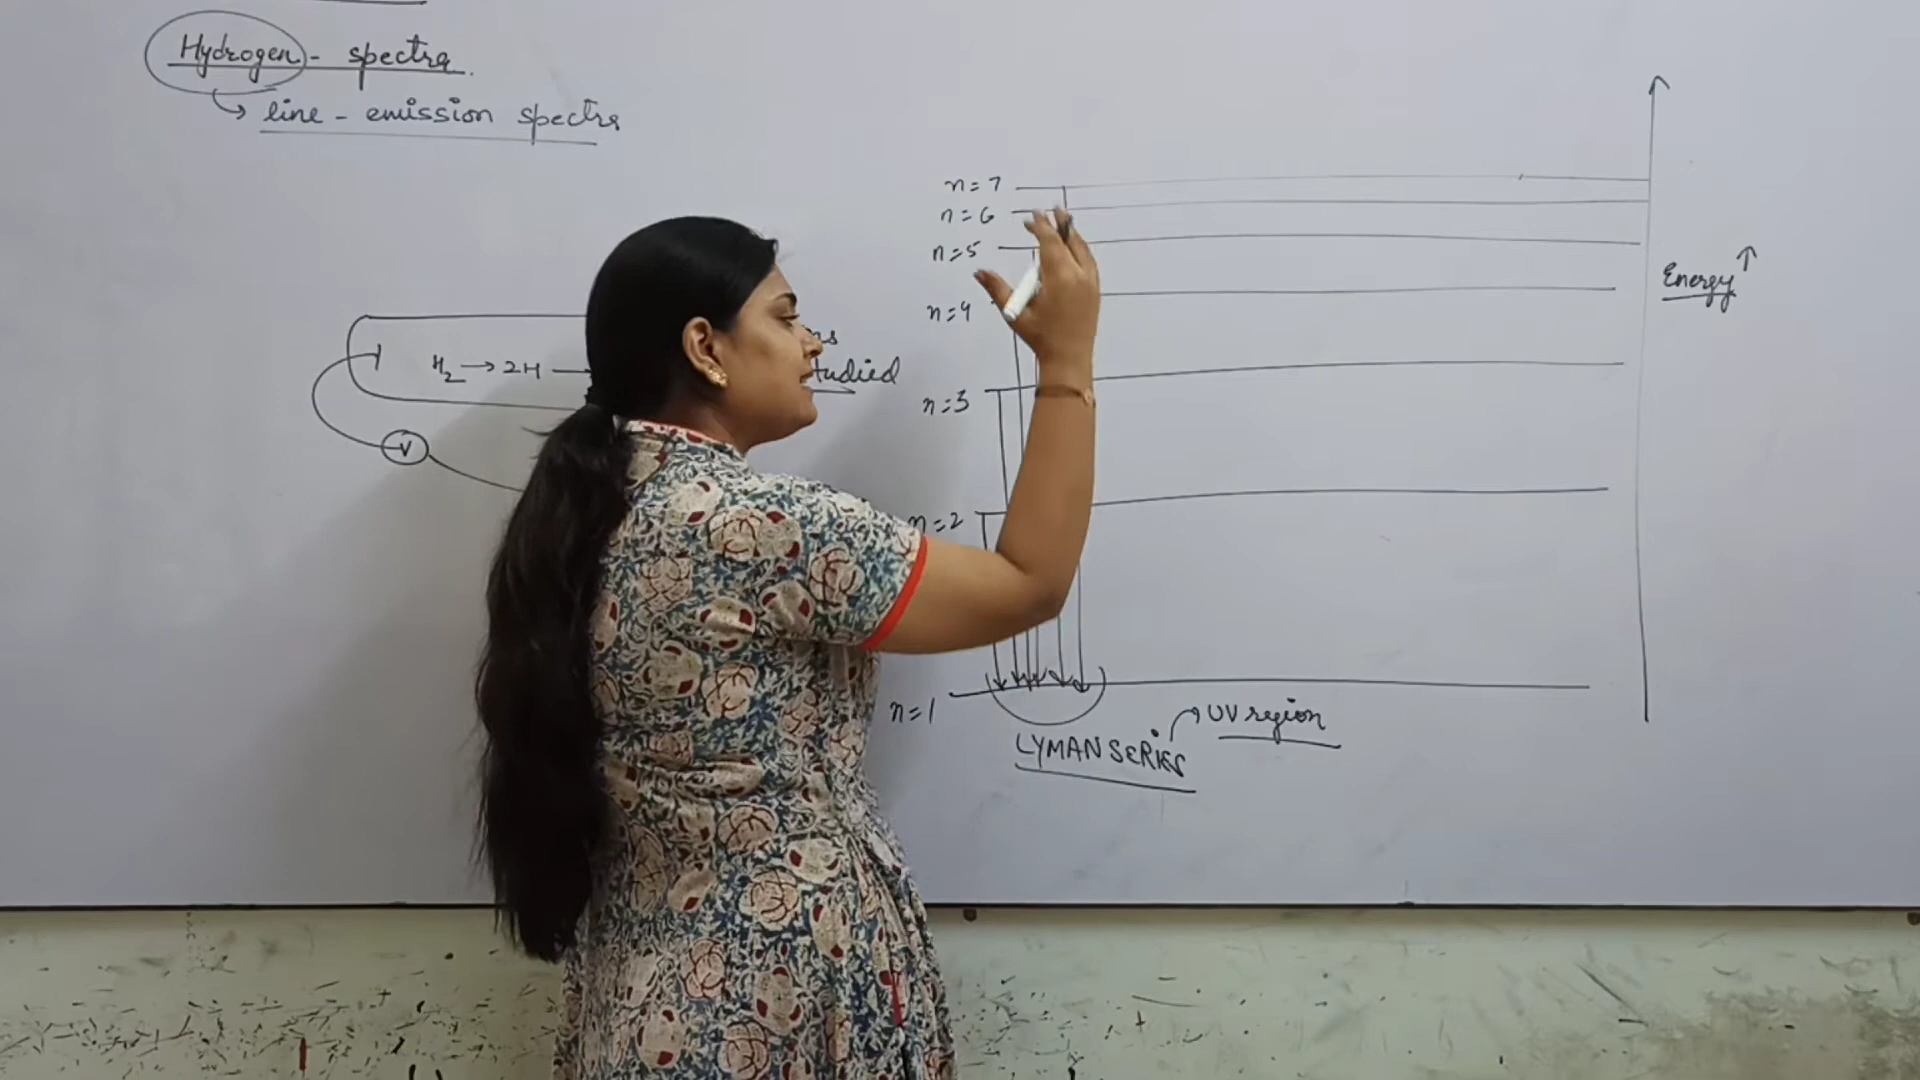 Hydrogen - spectra.
↳ line - emission spectra
n = 7
n = 6
n = 5
n = 4
n = 3
n = 2
n = 1
Energy ↑
H₂ → 2H →
V
LYMAN SERIES
UV region